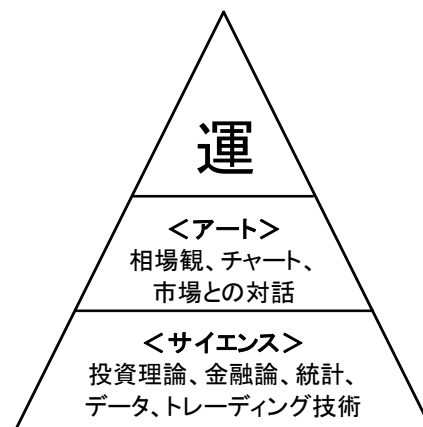 運
＜アート＞
相場観、チャート、
市場との対話
＜サイエンス＞
投資理論、金融論、統計、
データ、トレーディング技術